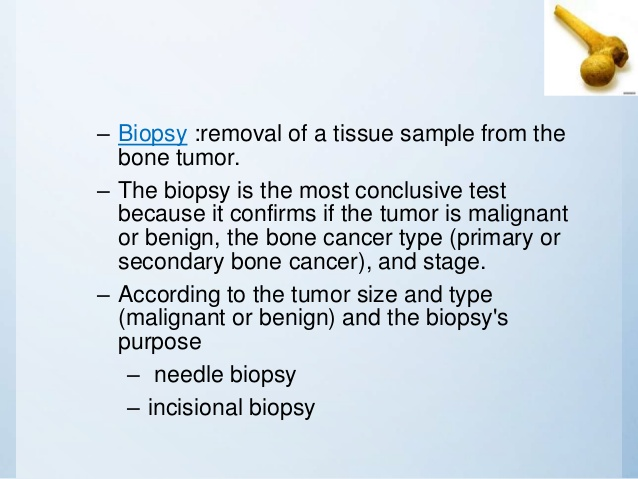 – Biopsy :removal of a tissue sample from the
bone tumor.
– The biopsy is the most conclusive test
because it confirms if the tumor is malignant
or benign, the bone cancer type (primary or
secondary bone cancer), and stage.
– According to the tumor size and type
(malignant or benign) and the biopsy's
purpose
– needle biopsy
– incisional biopsy